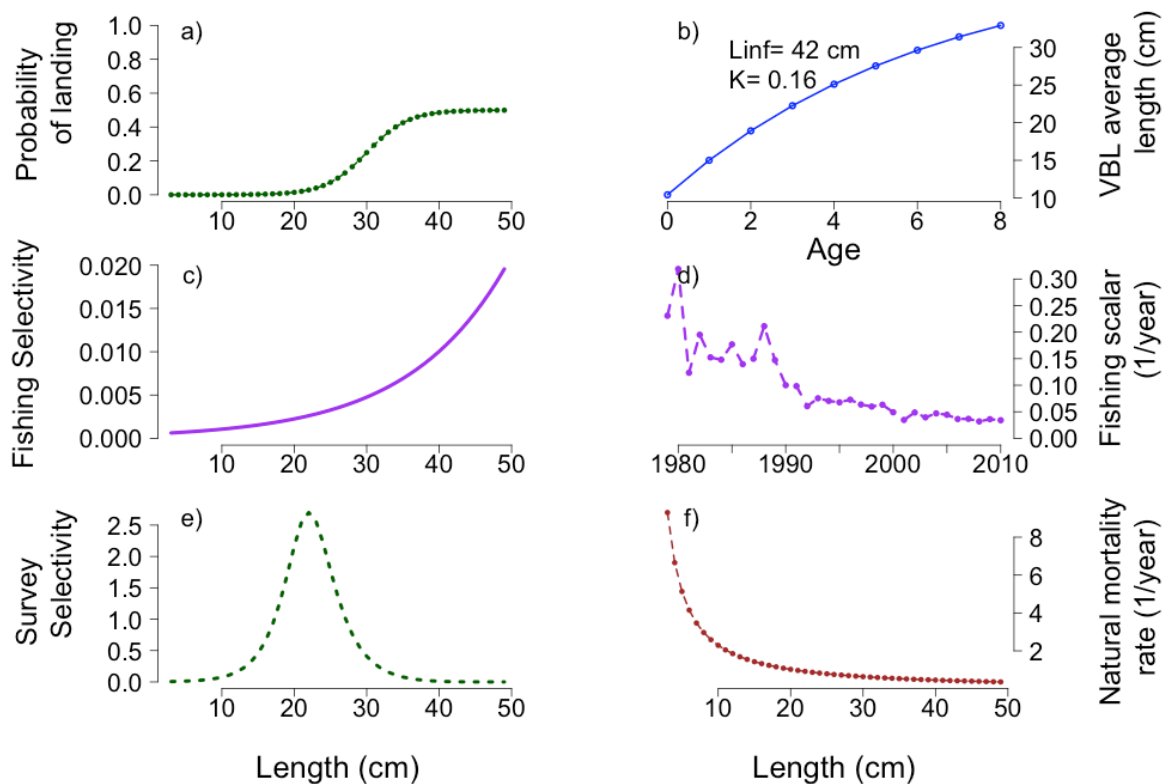 a)
Probability
of landing
1.0
0.8
0.6
0.4
0.2
0.0
10 20 30 40 50
b)
Linf= 42 cm
K= 0.16
VBL average
length (cm)
30
25
20
15
10
0 2 4 6 8
Age
c)
Fishing Selectivity
0.020
0.015
0.010
0.005
0.000
10 20 30 40 50
d)
Fishing scalar
(1/year)
0.30
0.25
0.20
0.15
0.10
0.05
0.00
1980 1990 2000 2010
e)
Survey
Selectivity
2.5
2.0
1.5
1.0
0.5
0.0
10 20 30 40 50
Length (cm)
f)
Natural mortality
rate (1/year)
8
6
4
2
10 20 30 40 50
Length (cm)